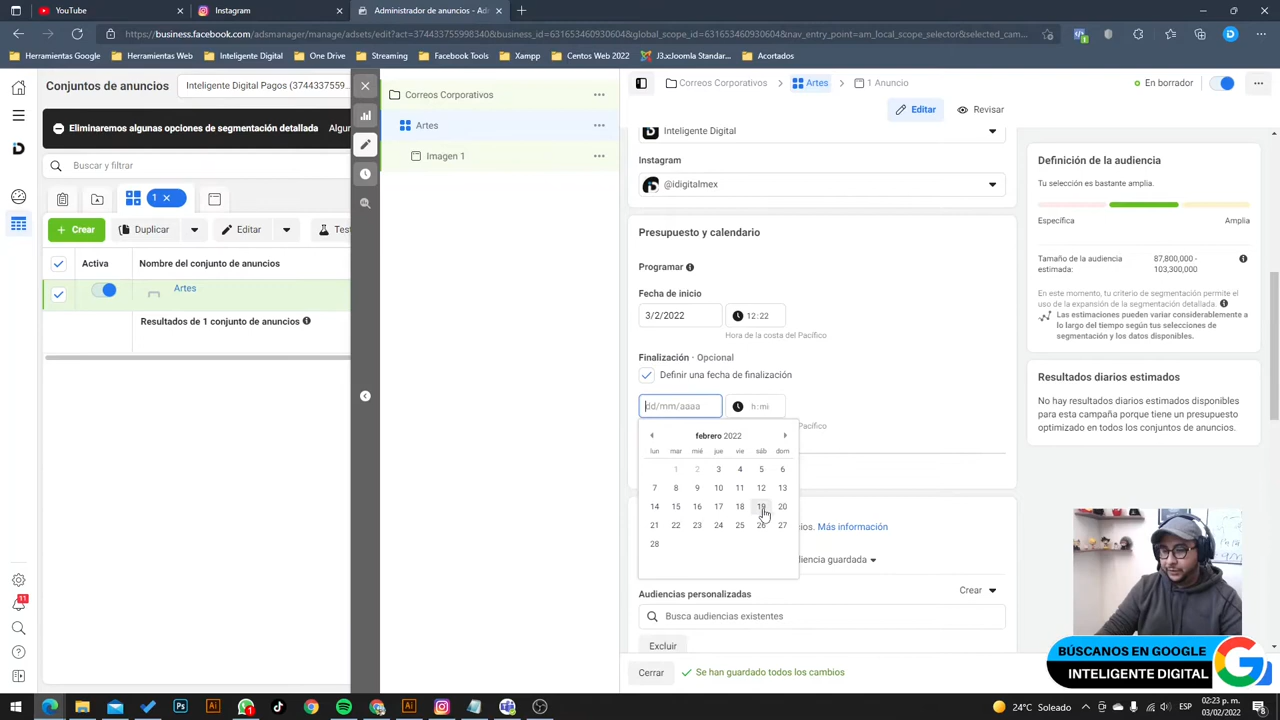 YouTube
Instagram
Administrador de anuncios - Adm
https://business.facebook.com/adsmanager/manage/adsets/edit?act=374433755998340&business_id=631654630930604&global_scope_id=631654630930604&nav_entry_point=am_local_scope_selector&selected_cam...
Herramientas Google
Herramientas Web
Inteligente Digital
Streaming
Facebook Tools
Xampp
Centos Web 2022
J3.xJoomla Standar...
Acortados
Conjuntos de anuncios
Inteligente Digital Pagos (3744337559...
Eliminaremos algunas opciones de segmentación detallada
Buscar y filtrar
1
+ Crear
Duplicar
Editar
Activa
Nombre del conjunto de anuncios
Artes
Resultados de 1 conjunto de anuncios
11
Correos Corporativos
Artes
Imagen 1
Correos Corporativos
Artes
1 Anuncio
En borrador
Editar
Revisar
Inteligente Digital
Instagram
@idigitalmex
Presupuesto y calendario
Programar
Fecha de inicio
3/2/2022
12:22
Hora de la costa del Pacífico
Finalización · Opcional
Definir una fecha de finalización
dd/mm/aaaa
h:mi
Pacífico
febrero 2022
lun mar mié jue vie sáb dom
1 2 3 4 5 6
7 8 9 10 11 12 13
14 15 16 17 18 19 20
21 22 23 24 25 26 27
28
ios. Más información
diencia guardada
Audiencias personalizadas
Crear
Busca audiencias existentes
Excluir
Cerrar
Se han guardado todos los cambios
Definición de la audiencia
Tu selección es bastante amplia.
Específica
Amplia
Tamaño de la audiencia estimada:
87,800,000 - 103,300,000
En este momento, tu criterio de segmentación permite el uso de la expansión de la segmentación detallada.
Las estimaciones pueden variar considerablemente a lo largo del tiempo según tus selecciones de segmentación y los datos disponibles.
Resultados diarios estimados
No hay resultados diarios estimados disponibles para esta campaña porque tiene un presupuesto optimizado en todos los conjuntos de anuncios.
BÚSCANOS EN GOOGLE
INTELIGENTE DIGITAL
24°C Soleado
ESP
02:23 p. m.
03/02/2022